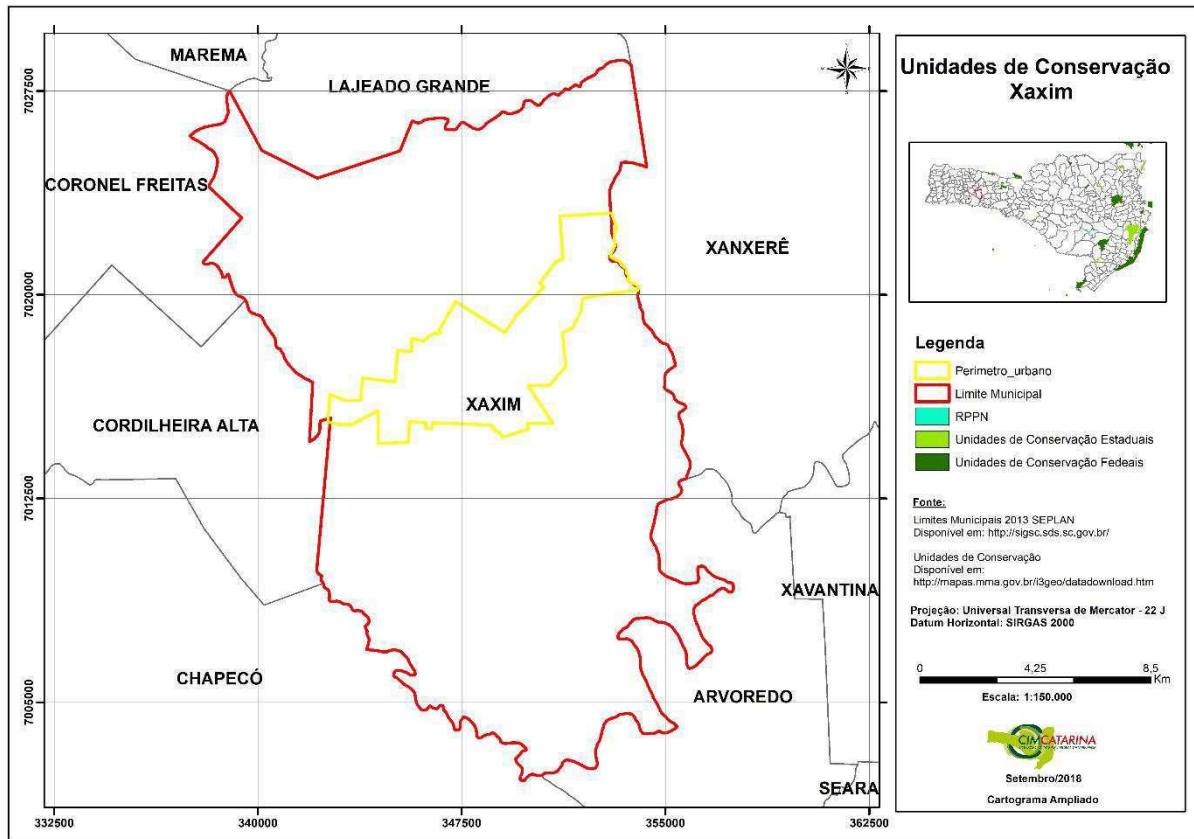 MAREMA
LAJEADO GRANDE
CORONEL FREITAS
XANXERÊ
XAXIM
CORDILHEIRA ALTA
XAVANTINA
CHAPECÓ
ARVOREDO
SEARA
7027500
7020000
7012500
7005000
332500
340000
347500
355000
362500
Unidades de Conservação
Xaxim
Legenda
Perimetro_urbano
Limite Municipal
RPPN
Unidades de Conservação Estaduais
Unidades de Conservação Fedeais
Fonte:
Limites Municipais 2013 SEPLAN
Disponível em: http://sigsc.sds.sc.gov.br/
Unidades de Conservação
Disponível em:
http://mapas.mma.gov.br/i3geo/datadownload.htm
Projeção: Universal Transversa de Mercator - 22 J
Datum Horizontal: SIRGAS 2000
0 4,25 8,5
Km
Escala: 1:150.000
CIMCATARINA
Setembro/2018
Cartograma Ampliado